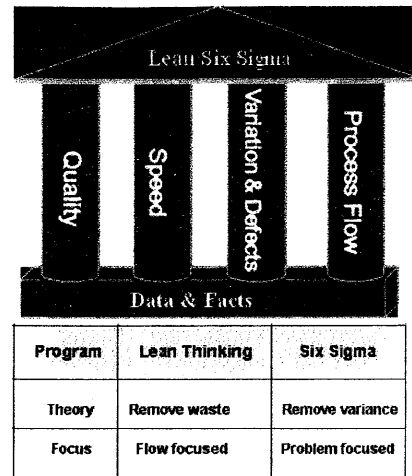 Lean Six Sigma
Quality
Speed
Variation & Defects
Process Flow
Data & Facts
Program Lean Thinking Six Sigma
Theory Remove waste Remove variance
Focus Flow focused Problem focused